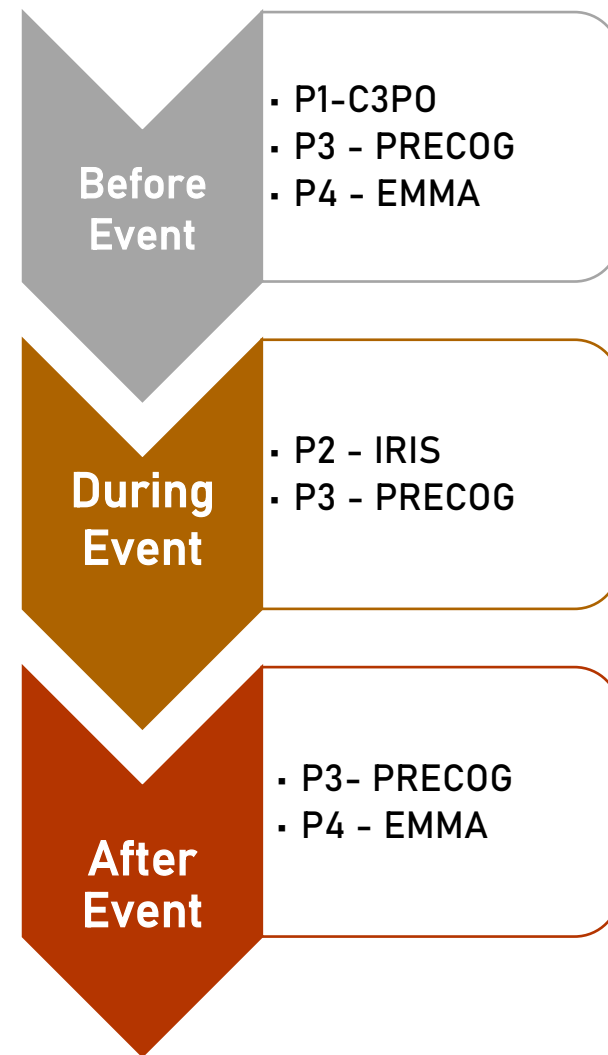 Before
Event
▪ P1-C3PO
▪ P3 - PRECOG
▪ P4 - EMMA
During
Event
▪ P2 - IRIS
▪ P3 - PRECOG
After
Event
▪ P3- PRECOG
▪ P4 - EMMA